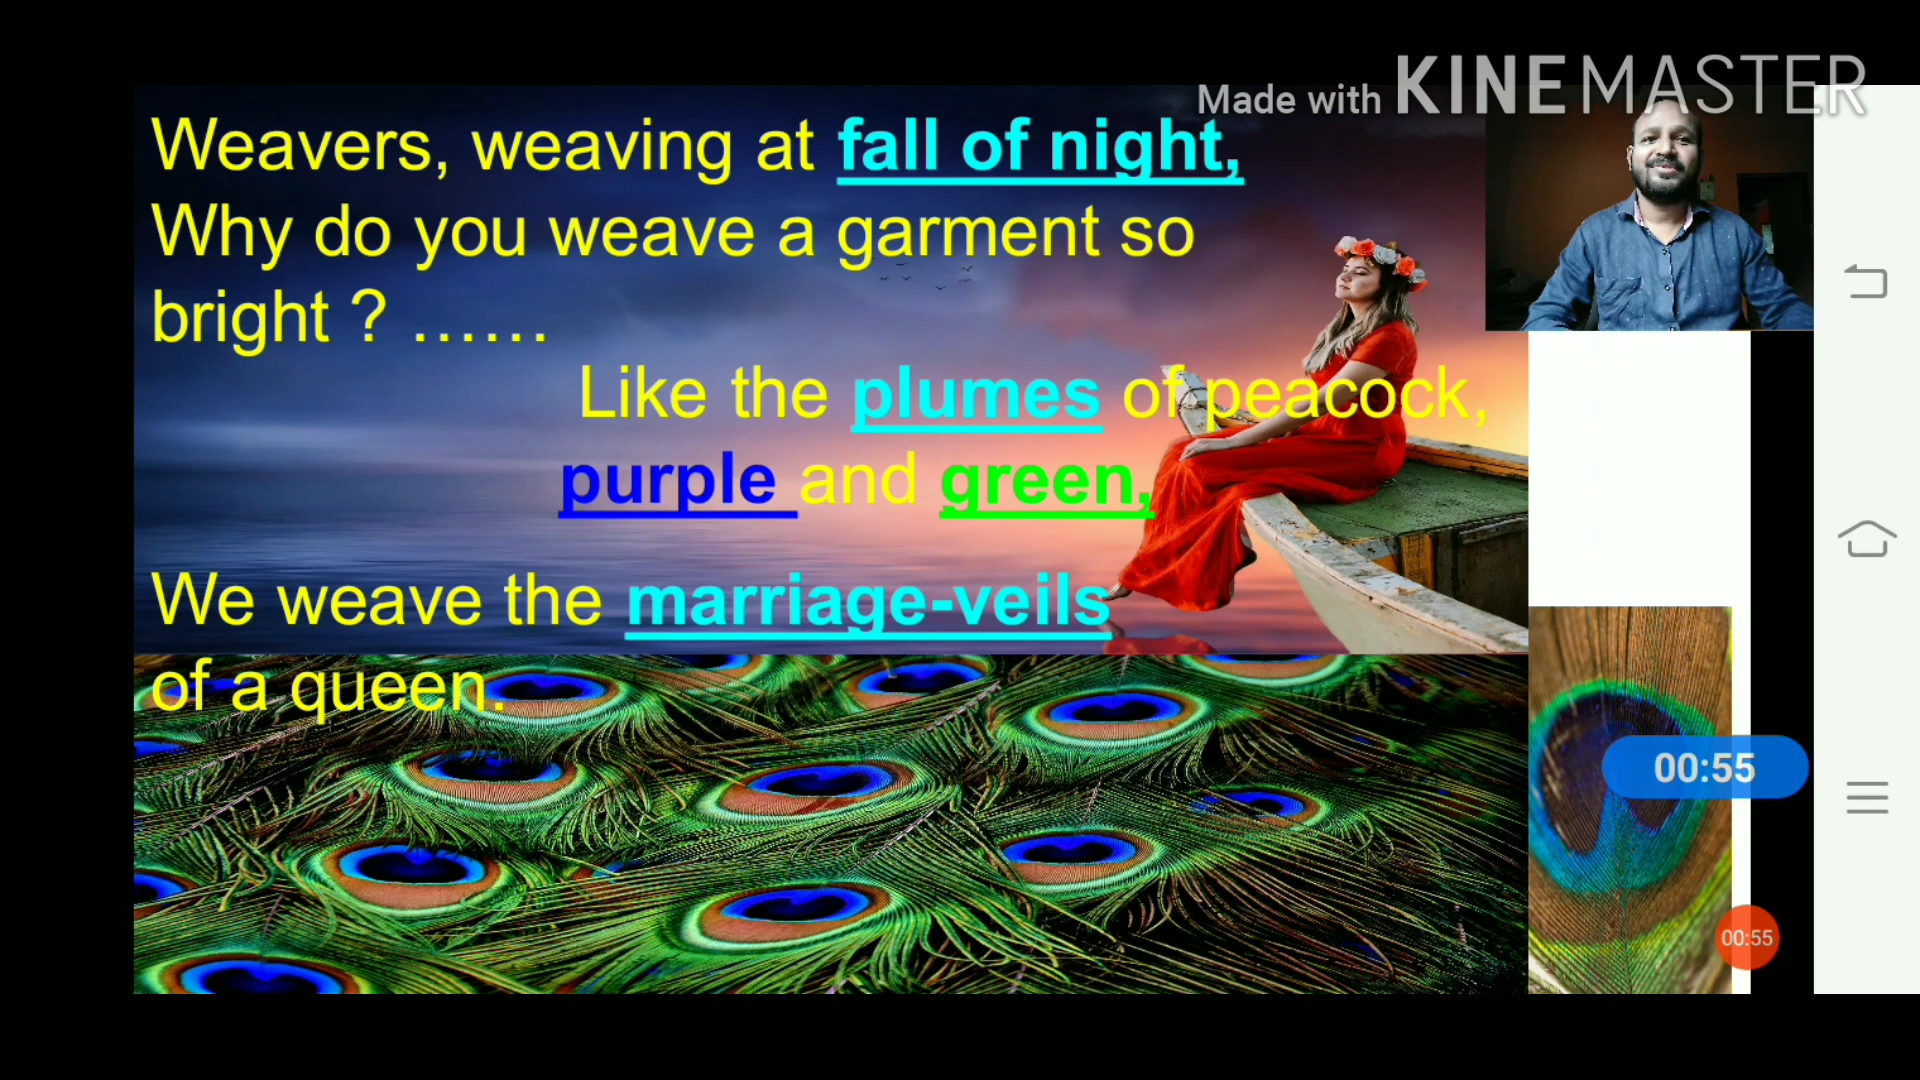 Made with KINEMASTER
Weavers, weaving at fall of night,
Why do you weave a garment so
bright ? ......
Like the plumes of peacock,
purple and green,
We weave the marriage-veils
of a queen.
00:55
00:55